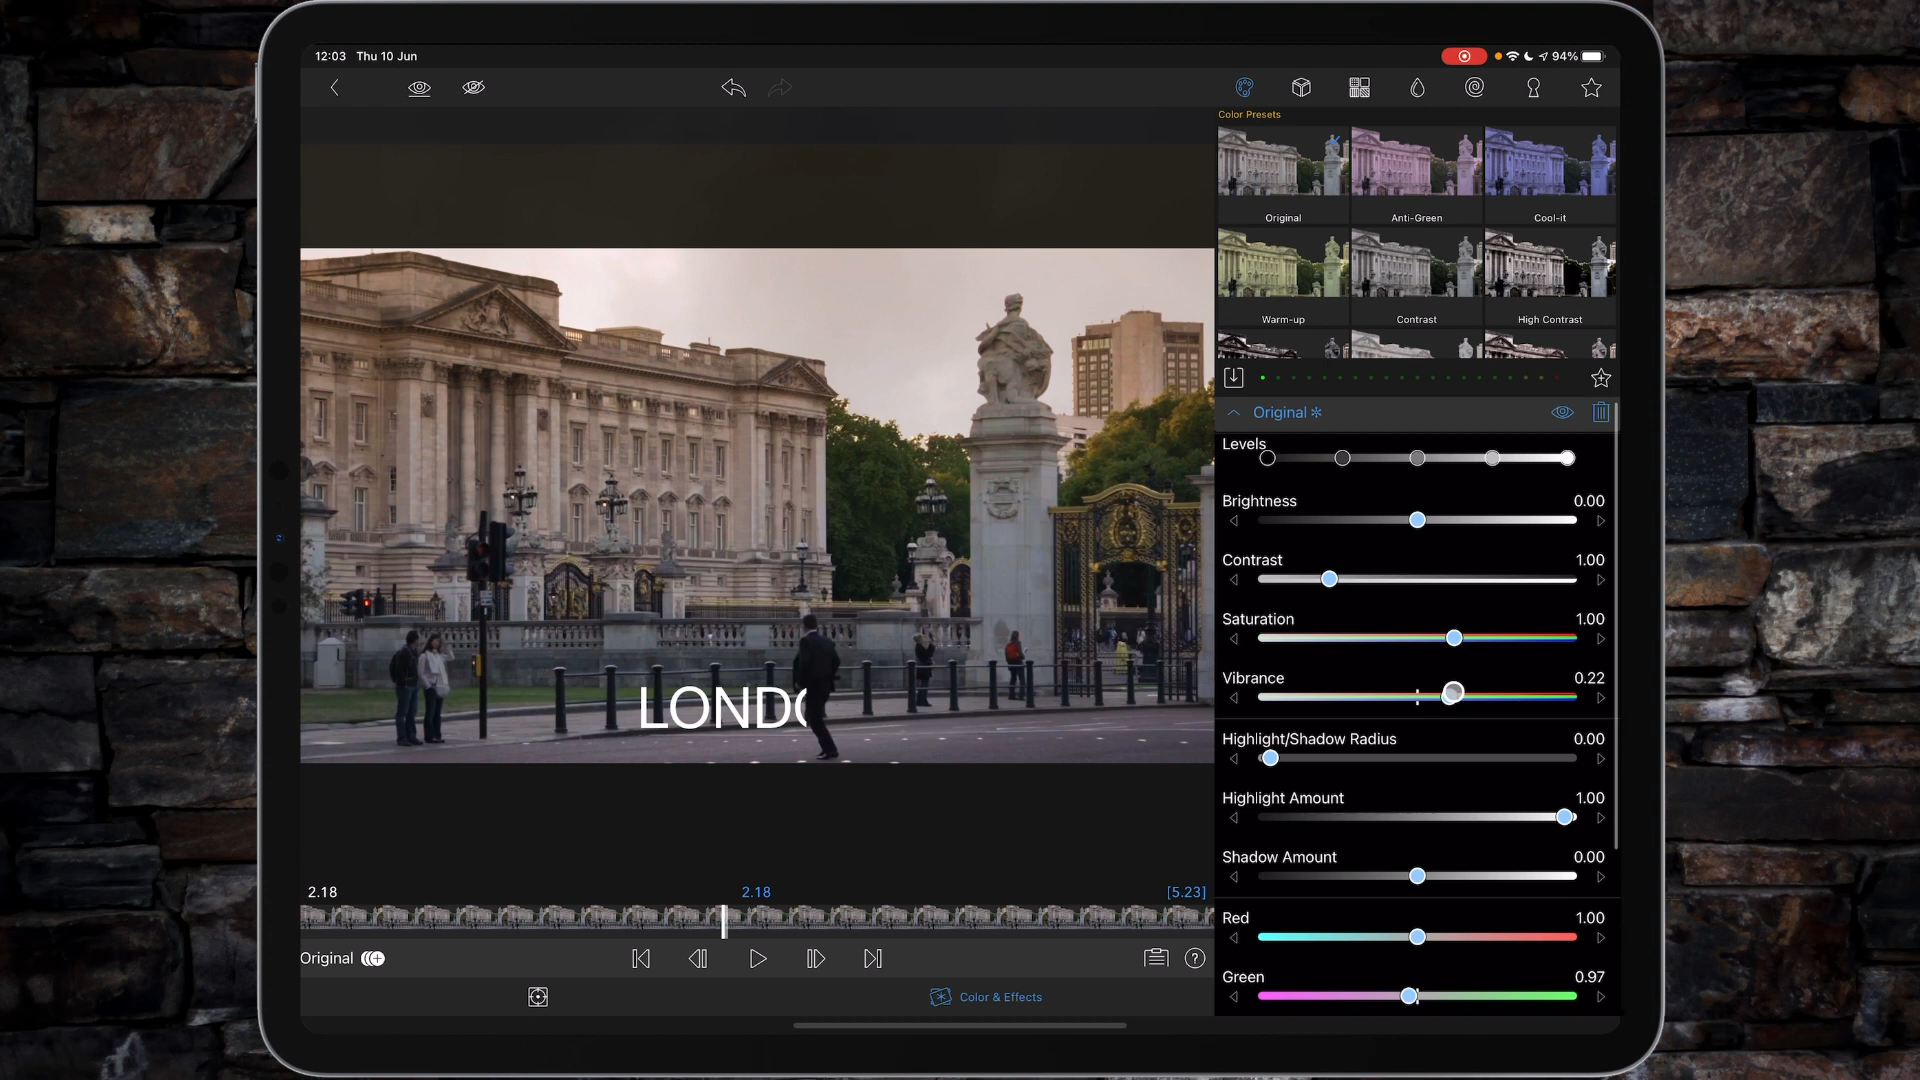 12:03 Thu 10 Jun
94%
Color Presets
Original Anti-Green Cool-it
Warm-up Contrast High Contrast
Original
Levels
Brightness 0.00
Contrast 1.00
Saturation 1.00
Vibrance 0.22
Highlight/Shadow Radius 0.00
Highlight Amount 1.00
Shadow Amount 0.00
Red 1.00
Green 0.97
LONDO
2.18 2.18 [5.23]
Original
Color & Effects